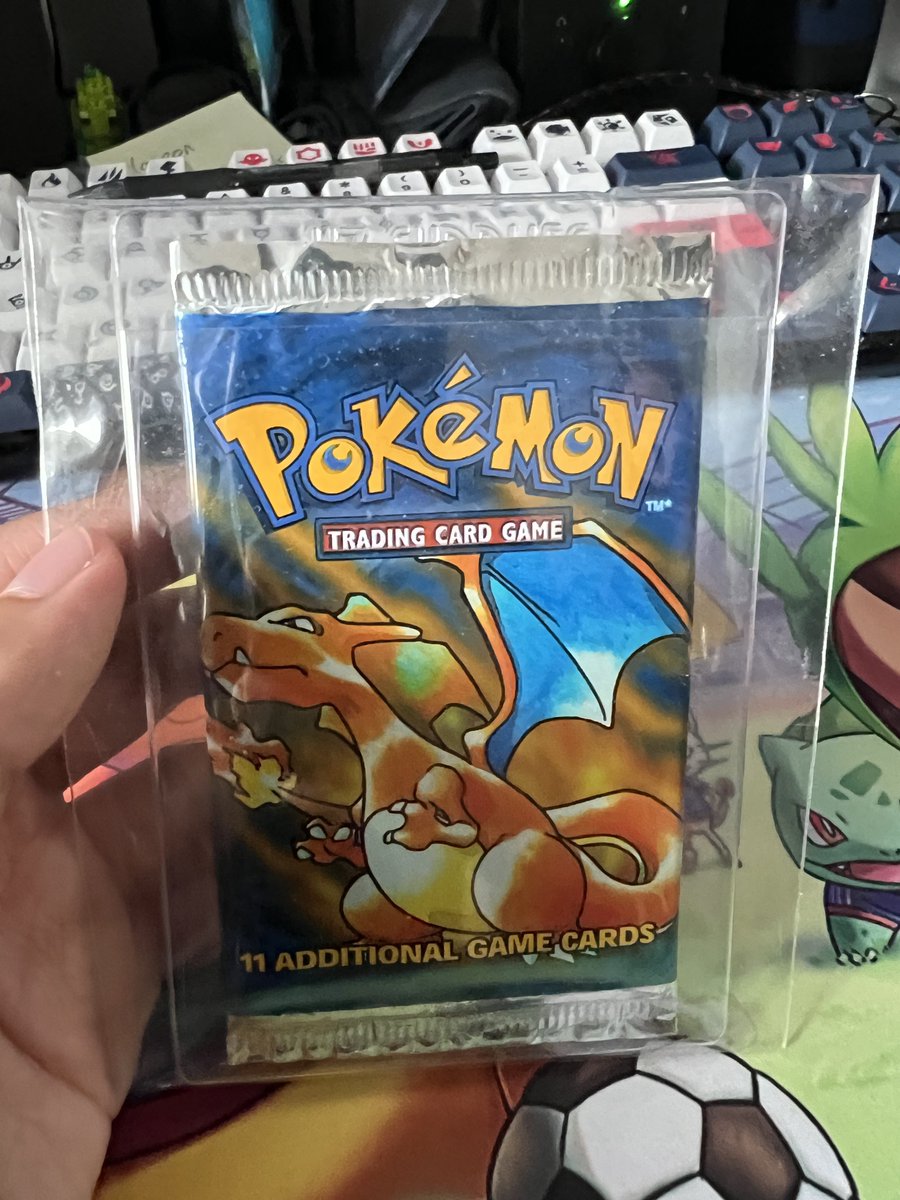 POKéMON
TM*
TRADING CARD GAME
11 ADDITIONAL GAME CARDS